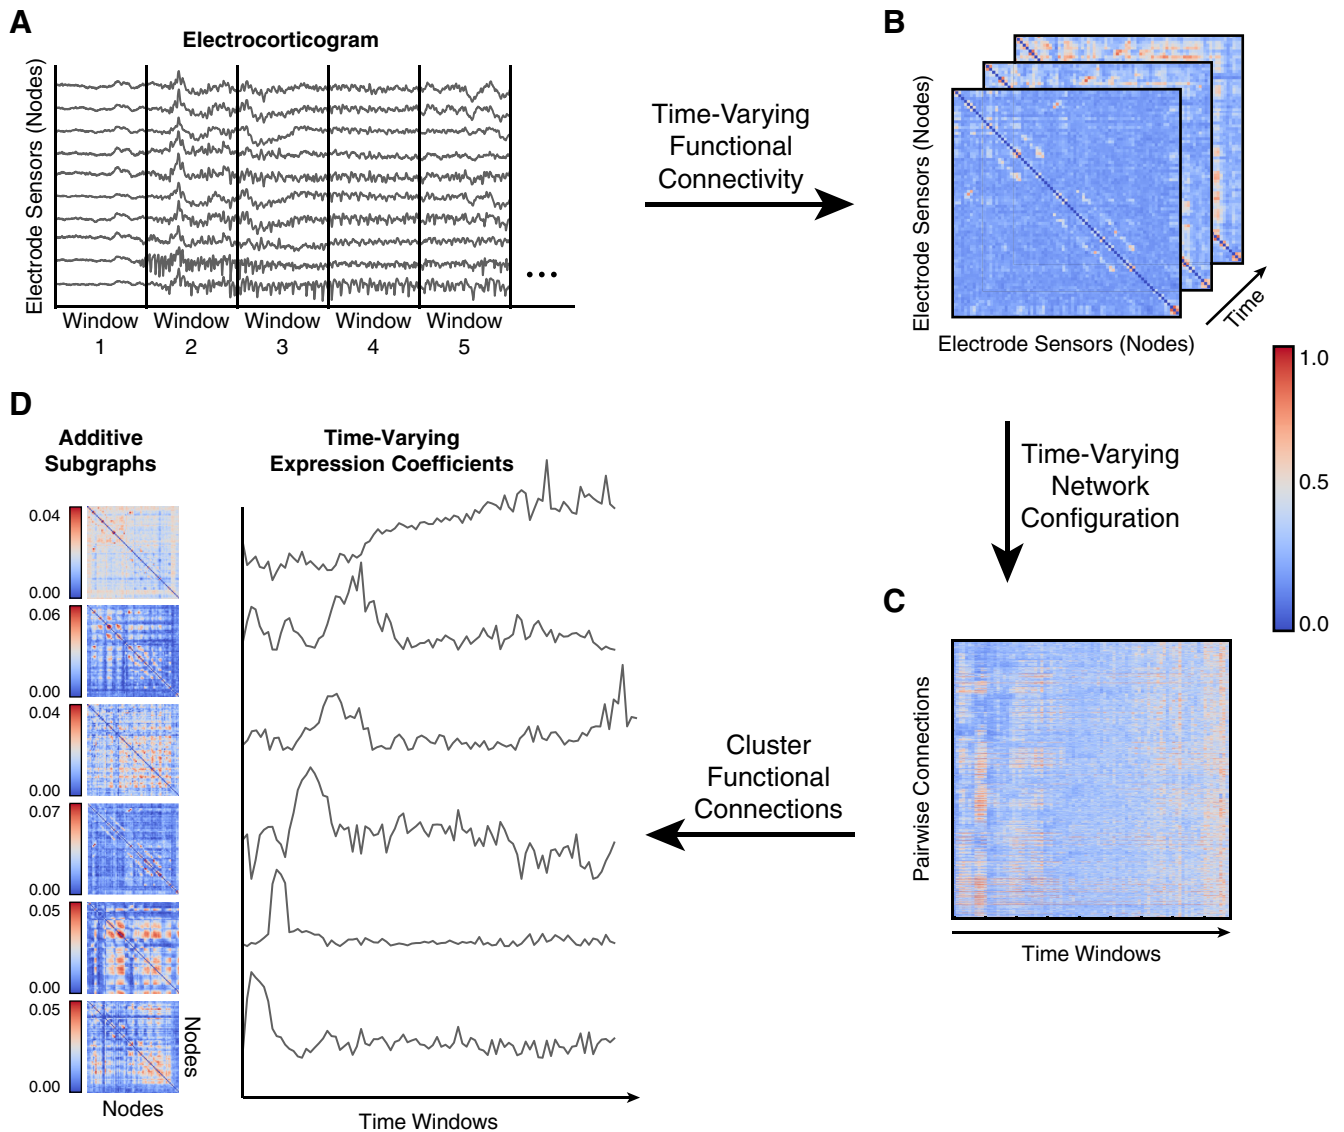 A
Electrocorticogram
Electrode Sensors (Nodes)
Window
1
Window
2
Window
3
Window
4
Window
5
...
Time-Varying
Functional
Connectivity
B
Electrode Sensors (Nodes)
Electrode Sensors (Nodes)
Time
1.0
0.5
0.0
Time-Varying
Network
Configuration
C
Pairwise Connections
Time Windows
Cluster
Functional
Connections
D
Additive
Subgraphs
0.04
0.00
0.06
0.00
0.04
0.00
0.07
0.00
0.05
0.00
0.05
0.00
Nodes
Nodes
Time-Varying
Expression Coefficients
Time Windows